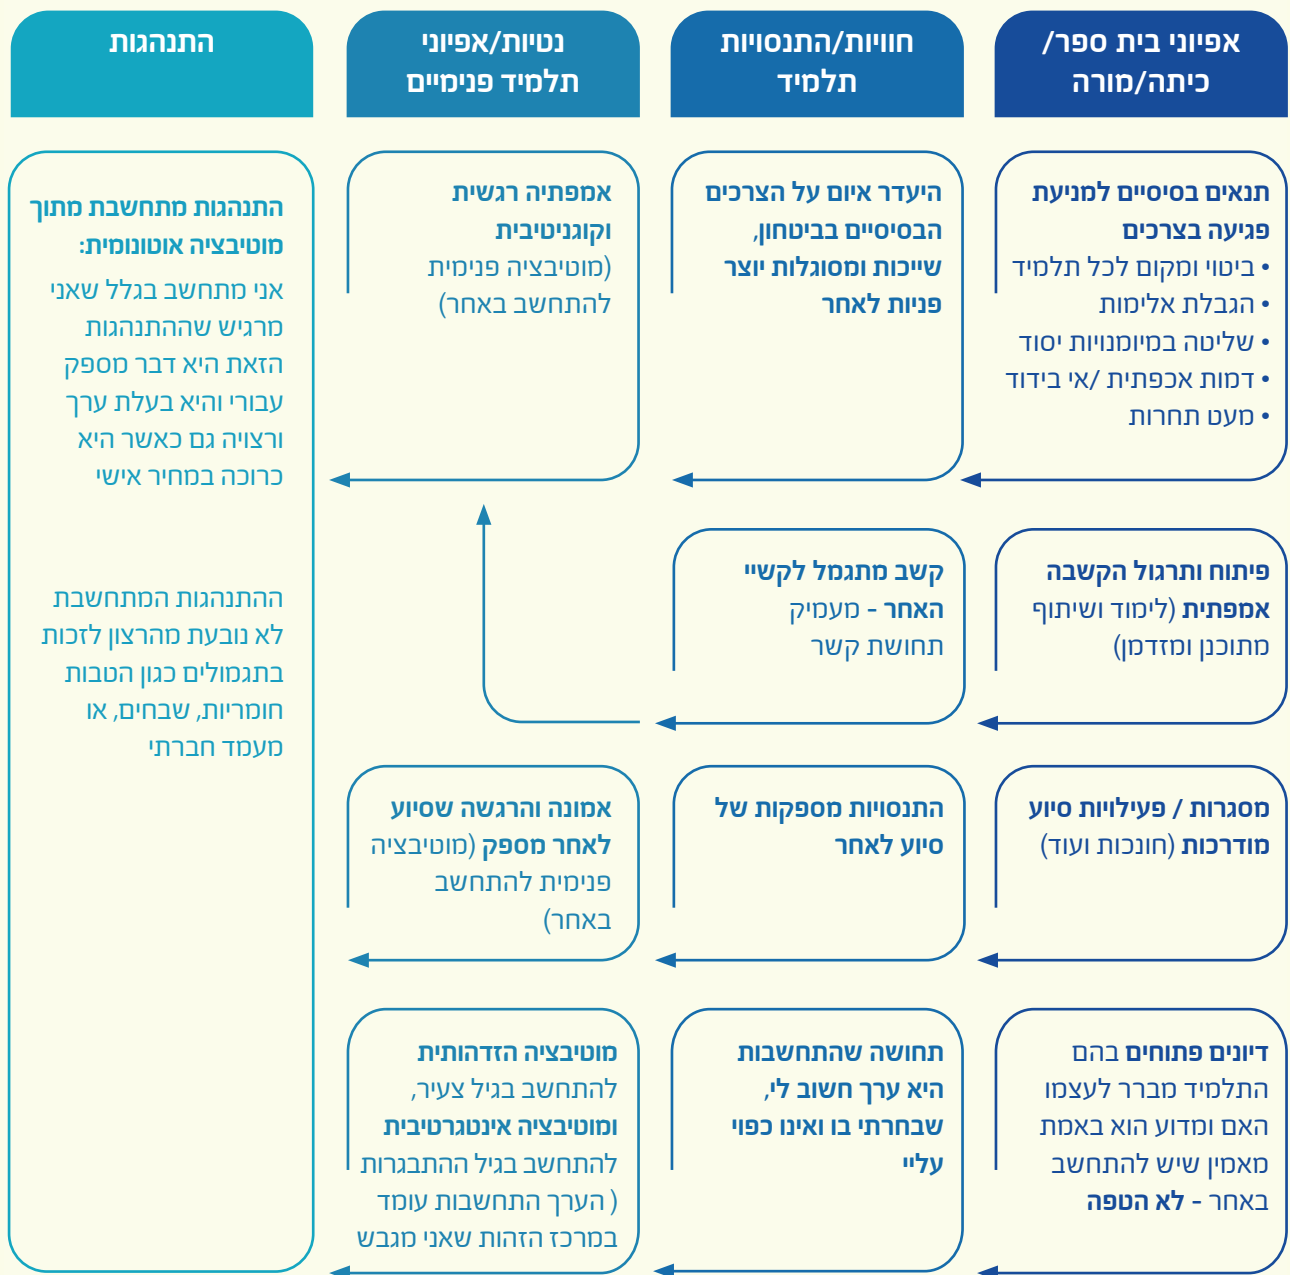 אפיוני בית ספר/
כיתה/מורה
חוויות/התנסויות
תלמיד
נטיות/אפיוני
תלמיד פנימיים
התנהגות
תנאים בסיסיים למניעת
פגיעה בצרכים
• ביטוי ומקום לכל תלמיד
• הגבלת אלימות
• שליטה במיומנויות יסוד
• דמות אכפתית /אי בידוד
• מעט תחרות
היעדר איום על הצרכים
הבסיסיים בביטחון,
שייכות ומסוגלות יוצר
פניות לאחר
אמפתיה רגשית
וקוגניטיבית
(מוטיבציה פנימית
להתחשב באחר)
התנהגות מתחשבת מתוך
מוטיבציה אוטונומית:
אני מתחשב בגלל שאני
מרגיש שההתנהגות
הזאת היא דבר מספק
עבורי והיא בעלת ערך
ורצויה גם כאשר היא
כרוכה במחיר אישי
ההתנהגות המתחשבת
לא נובעת מהרצון לזכות
בתגמולים כגון הטבות
חומריות, שבחים, או
מעמד חברתי
פיתוח ותרגול הקשבה
אמפתית (לימוד ושיתוף
מתוכנן ומזדמן)
קשב מתגמל לקשיי
האחר - מעמיק
תחושת קשר
מסגרות / פעילויות סיוע
מודרכות (חונכות ועוד)
התנסויות מספקות של
סיוע לאחר
אמונה והרגשה שסיוע
לאחר מספק (מוטיבציה
פנימית להתחשב
באחר)
דיונים פתוחים בהם
התלמיד מברר לעצמו
האם ומדוע הוא באמת
מאמין שיש להתחשב
באחר - לא הטפה
תחושה שהתחשבות
היא ערך חשוב לי,
שבחרתי בו ואינו כפוי
עליי
מוטיבציה הזדהותית
להתחשב בגיל צעיר,
ומוטיבציה אינטגרטיבית
להתחשב בגיל ההתבגרות
( הערך התחשבות עומד
במרכז הזהות שאני מגבש